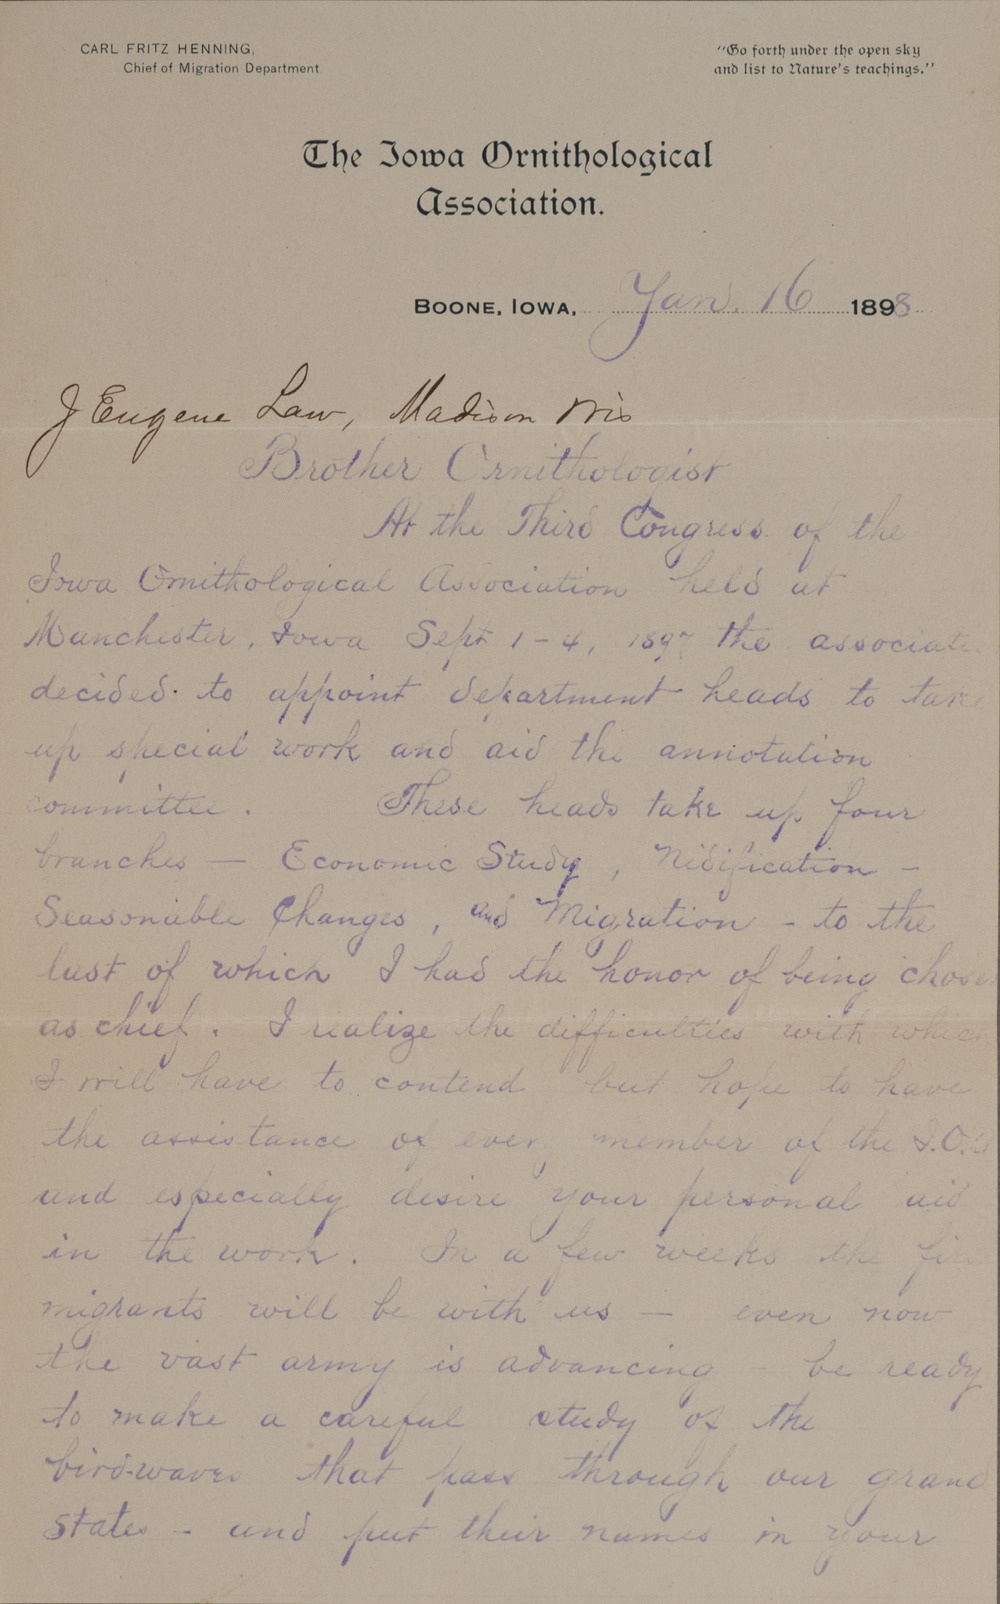 CARL FRITZ HENNING,
Chief of Migration Department
"Go forth under the open sky
and list to Nature's teachings."
The Iowa Ornithological
Association.
BOONE, IOWA, Jan. 16 1898
J Eugene Law, Madison Wis
Brother Ornithologist
At the Third Congress of the
Iowa Ornithological Association held at
Manchester, Iowa Sept 1-4, 1897 the associati
decided to appoint department heads to take
up special work and aid the annotation
committee. These heads take up four
branches — Economic Study, Nidification —
Seasonable Changes, and Migration - to the
last of which I had the honor of being chosen
as chief. I realize the difficulties with which
I will have to contend but hope to have
the assistance of every member of the I.O.A
and especially desire your personal aid
in the work. In a few weeks the fir
migrants will be with us — even now
the vast army is advancing - be ready
to make a careful study of the
bird-waves that pass through our grand
states - and put their names in your